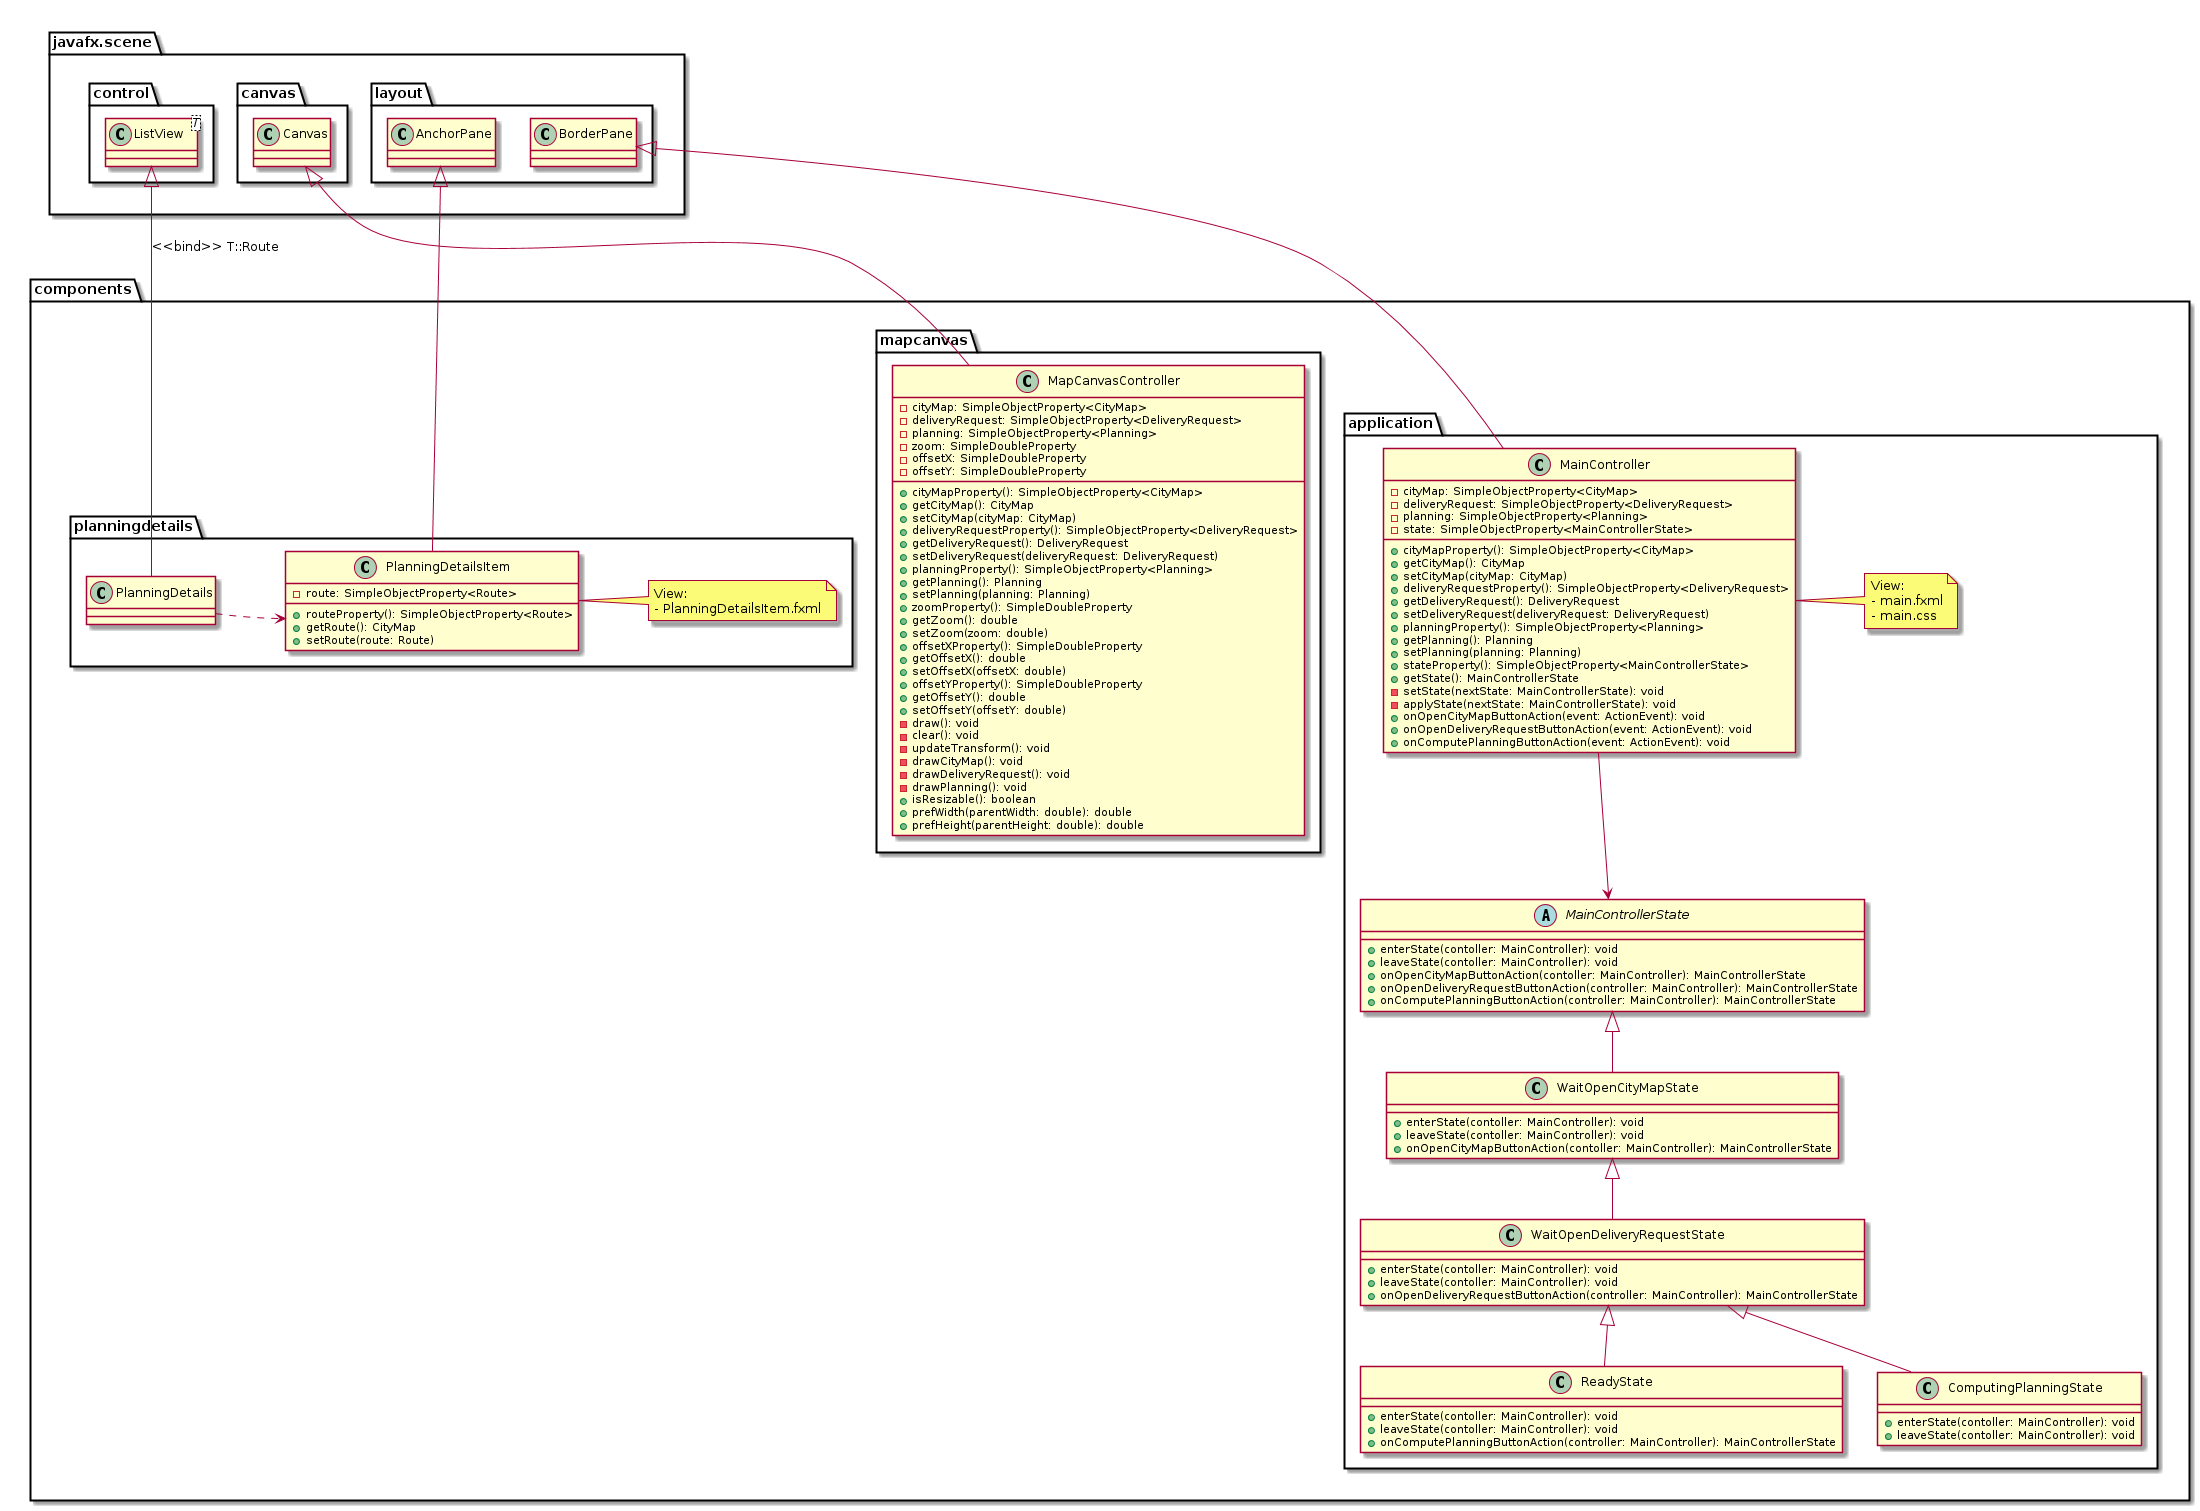 javafx.scene
control
C ListView T
canvas
C Canvas
layout
C AnchorPane
C BorderPane
<<bind>> T::Route
components
planningdetails
C PlanningDetails
C PlanningDetailsItem
route: SimpleObjectProperty<Route>
routeProperty(): SimpleObjectProperty<Route>
getRoute(): CityMap
setRoute(route: Route)
View:
- PlanningDetailsItem.fxml
mapcanvas
C MapCanvasController
cityMap: SimpleObjectProperty<CityMap>
deliveryRequest: SimpleObjectProperty<DeliveryRequest>
planning: SimpleObjectProperty<Planning>
zoom: SimpleDoubleProperty
offsetX: SimpleDoubleProperty
offsetY: SimpleDoubleProperty
cityMapProperty(): SimpleObjectProperty<CityMap>
getCityMap(): CityMap
setCityMap(cityMap: CityMap)
deliveryRequestProperty(): SimpleObjectProperty<DeliveryRequest>
getDeliveryRequest(): DeliveryRequest
setDeliveryRequest(deliveryRequest: DeliveryRequest)
planningProperty(): SimpleObjectProperty<Planning>
getPlanning(): Planning
setPlanning(planning: Planning)
zoomProperty(): SimpleDoubleProperty
getZoom(): double
setZoom(zoom: double)
offsetXProperty(): SimpleDoubleProperty
getOffsetX(): double
setOffsetX(offsetX: double)
offsetYProperty(): SimpleDoubleProperty
getOffsetY(): double
setOffsetY(offsetY: double)
draw(): void
clear(): void
updateTransform(): void
drawCityMap(): void
drawDeliveryRequest(): void
drawPlanning(): void
isResizable(): boolean
prefWidth(parentWidth: double): double
prefHeight(parentHeight: double): double
application
C MainController
cityMap: SimpleObjectProperty<CityMap>
deliveryRequest: SimpleObjectProperty<DeliveryRequest>
planning: SimpleObjectProperty<Planning>
state: SimpleObjectProperty<MainControllerState>
cityMapProperty(): SimpleObjectProperty<CityMap>
getCityMap(): CityMap
setCityMap(cityMap: CityMap)
deliveryRequestProperty(): SimpleObjectProperty<DeliveryRequest>
getDeliveryRequest(): DeliveryRequest
setDeliveryRequest(deliveryRequest: DeliveryRequest)
planningProperty(): SimpleObjectProperty<Planning>
getPlanning(): Planning
setPlanning(planning: Planning)
stateProperty(): SimpleObjectProperty<MainControllerState>
getState(): MainControllerState
setState(nextState: MainControllerState): void
applyState(nextState: MainControllerState): void
onOpenCityMapButtonAction(event: ActionEvent): void
onOpenDeliveryRequestButtonAction(event: ActionEvent): void
onComputePlanningButtonAction(event: ActionEvent): void
View:
- main.fxml
- main.css
A MainControllerState
enterState(contoller: MainController): void
leaveState(contoller: MainController): void
onOpenCityMapButtonAction(contoller: MainController): MainControllerState
onOpenDeliveryRequestButtonAction(controller: MainController): MainControllerState
onComputePlanningButtonAction(controller: MainController): MainControllerState
C WaitOpenCityMapState
enterState(contoller: MainController): void
leaveState(contoller: MainController): void
onOpenCityMapButtonAction(contoller: MainController): MainControllerState
C WaitOpenDeliveryRequestState
enterState(contoller: MainController): void
leaveState(contoller: MainController): void
onOpenDeliveryRequestButtonAction(controller: MainController): MainControllerState
C ReadyState
enterState(contoller: MainController): void
leaveState(contoller: MainController): void
onComputePlanningButtonAction(controller: MainController): MainControllerState
C ComputingPlanningState
enterState(contoller: MainController): void
leaveState(contoller: MainController): void